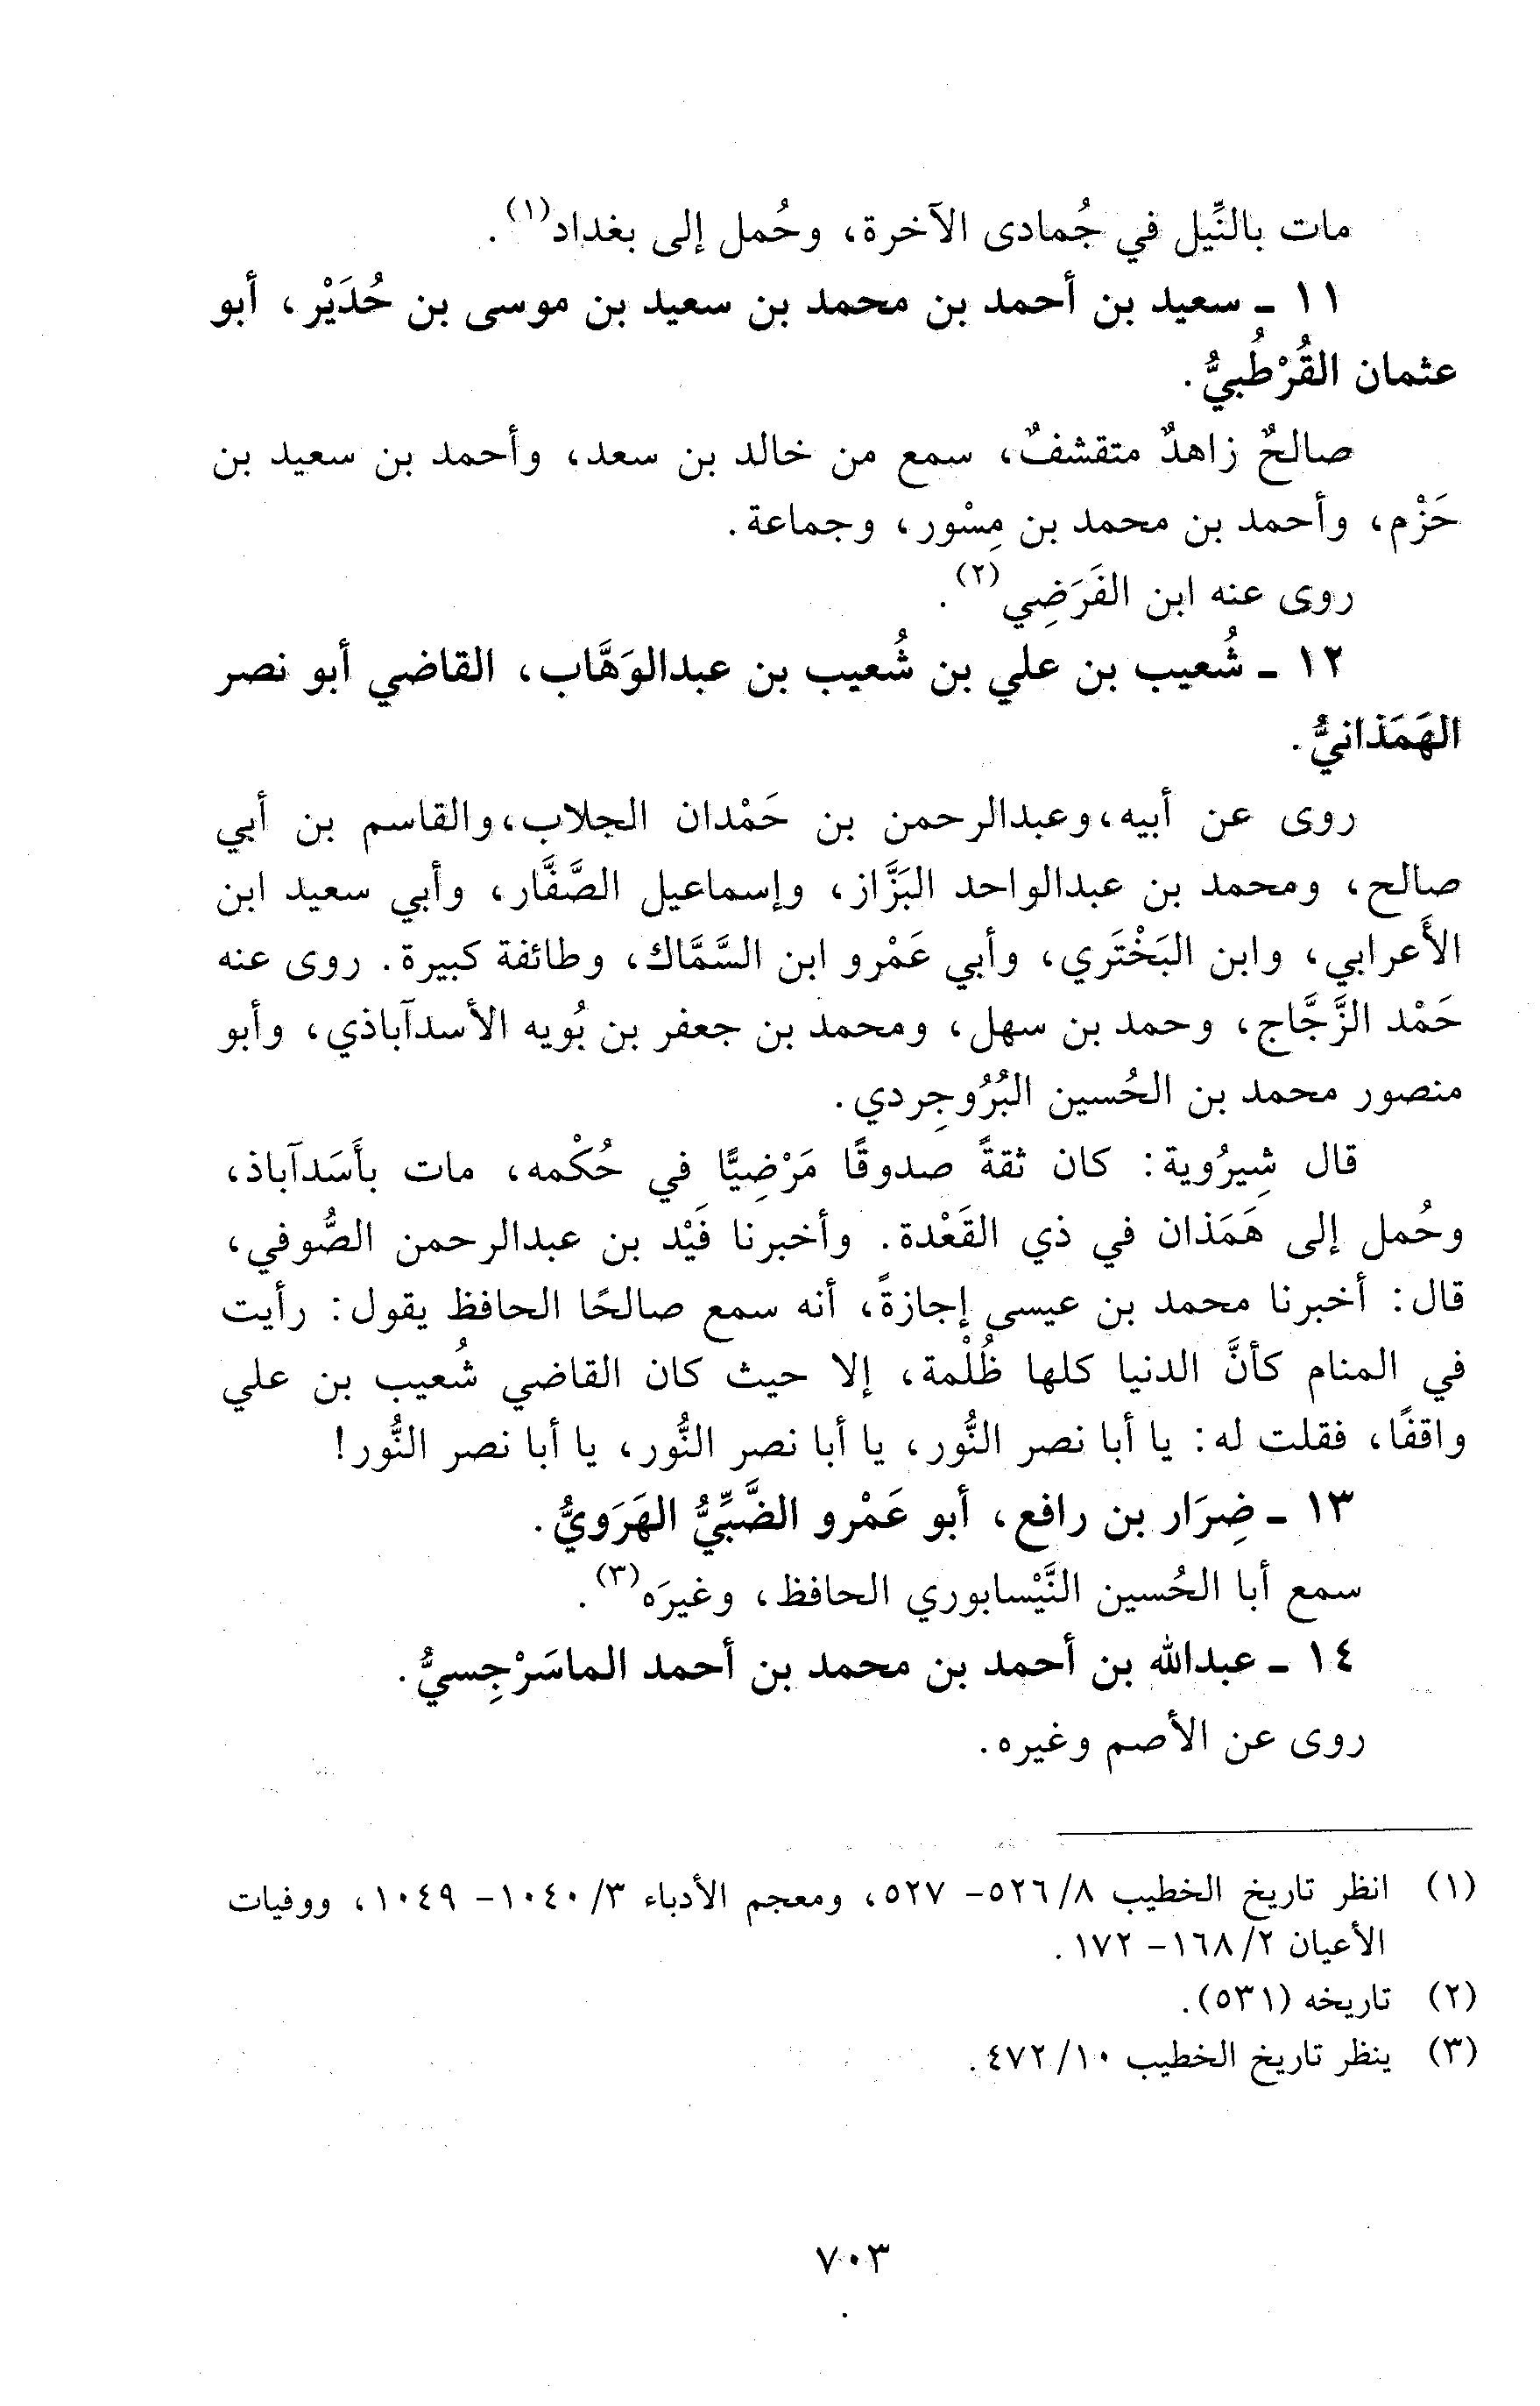 مات بالنِّيل في جُمادى الآخرة، وحُمل إلى بغداد(١).
١١ ـ سعيد بن أحمد بن محمد بن سعيد بن موسى بن حُدَيْر، أبو
عثمان القُرْطُبيُّ.
صالحٌ زاهدٌ متقشفٌ، سمع من خالد بن سعد، وأحمد بن سعيد بن
حَزْم، وأحمد بن محمد بن مِسْور، وجماعة.
روى عنه ابن الفَرَضِي(٢).
١٢ ـ شُعيب بن علي بن شُعيب بن عبدالوَهَّاب، القاضي أبو نصر
الهَمَذانيُّ.
روى عن أبيه،وعبدالرحمن بن حَمْدان الجلاب،والقاسم بن أبي
صالح، ومحمد بن عبدالواحد البَزَّاز، وإسماعيل الصَّفَّار، وأبي سعيد ابن
الأَعرابي، وابن البَخْتَري، وأبي عَمْرو ابن السَّمَّاك، وطائفة كبيرة. روى عنه
حَمْد الزَّجَّاج، وحمد بن سهل، ومحمد بن جعفر بن بُويه الأسدآباذي، وأبو
منصور محمد بن الحُسين البُرُوجِردي.
قال شِيرُوية: كان ثقةً صدوقًا مَرْضِيًّا في حُكْمه، مات بأَسَدآباذ،
وحُمل إلى هَمَذان في ذي القَعْدة. وأخبرنا فَيْد بن عبدالرحمن الصُّوفي،
قال: أخبرنا محمد بن عيسى إجازةً، أنه سمع صالحًا الحافظ يقول: رأيت
في المنام كأنَّ الدنيا كلها ظُلْمة، إلا حيث كان القاضي شُعيب بن علي
واقفًا، فقلت له: يا أبا نصر النُّور، يا أبا نصر النُّور، يا أبا نصر النُّور!
١٣ ـ ضِرَار بن رافع، أبو عَمْرو الضَّبِّيُّ الهَرَويُّ.
سمع أبا الحُسين النَّيْسابوري الحافظ، وغيرَه(٣).
١٤ ـ عبدالله بن أحمد بن محمد بن أحمد الماسَرْجِسيُّ.
روى عن الأصم وغيره.
(١) انظر تاريخ الخطيب ٨/ ٥٢٦- ٥٢٧، ومعجم الأدباء ٣/ ١٠٤٠- ١٠٤٩، ووفيات
الأعيان ٢/ ١٦٨- ١٧٢.
(٢) تاريخه (٥٣١).
(٣) ينظر تاريخ الخطيب ١٠/ ٤٧٢.
٧٠٣